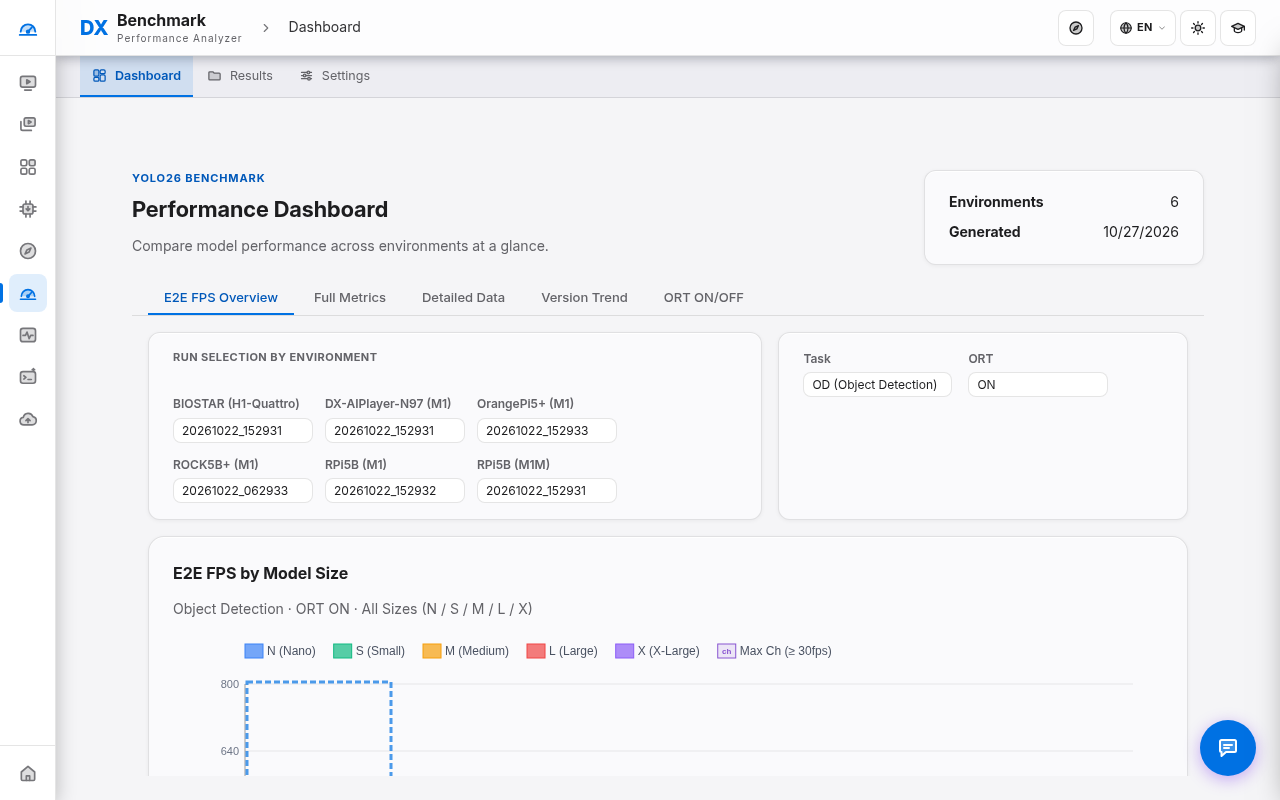 DX Benchmark
Performance Analyzer
Dashboard
EN
Dashboard
Results
Settings
YOLO26 BENCHMARK
Performance Dashboard
Compare model performance across environments at a glance.
Environments 6
Generated 10/27/2026
E2E FPS Overview
Full Metrics
Detailed Data
Version Trend
ORT ON/OFF
RUN SELECTION BY ENVIRONMENT
BIOSTAR (H1-Quattro)
DX-AIPlayer-N97 (M1)
OrangePi5+ (M1)
20261022_152931
20261022_152931
20261022_152933
ROCK5B+ (M1)
RPI5B (M1)
RPI5B (M1M)
20261022_062933
20261022_152932
20261022_152931
Task
ORT
OD (Object Detection)
ON
E2E FPS by Model Size
Object Detection · ORT ON · All Sizes (N / S / M / L / X)
N (Nano)
S (Small)
M (Medium)
L (Large)
X (X-Large)
ch Max Ch (≥ 30fps)
800
640